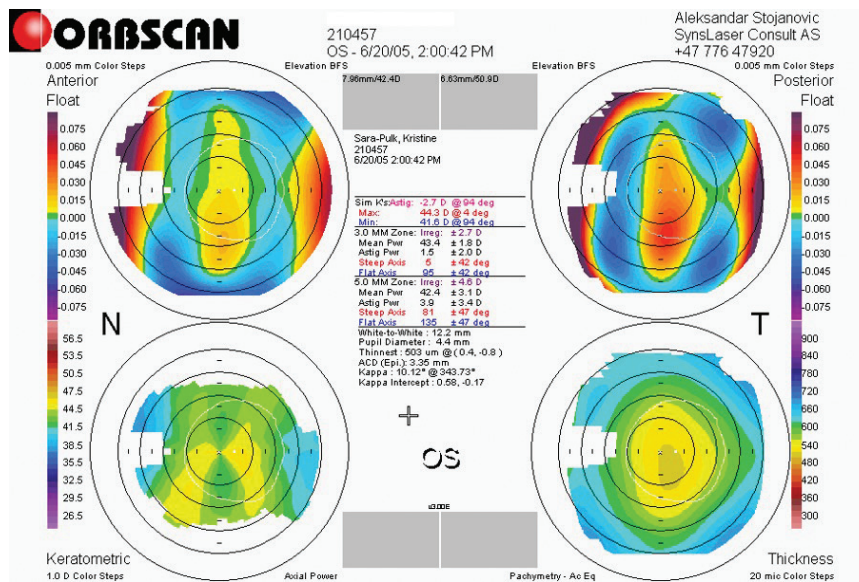 ORBSCAN
210457
OS - 6/20/05, 2:00:42 PM
Aleksandar Stojanovic
SynsLaser Consult AS
+47 776 47920
0.005 mm Color Steps
Elevation BFS
Elevation BFS
0.005 mm Color Steps
Anterior
Float
7.96mm/42.4D
6.63mm/50.9D
Posterior
Float
0.075
0.060
0.045
0.030
0.015
0.000
-0.015
-0.030
-0.045
-0.060
-0.075
Sara-Pulk, Kristine
210457
6/20/05 2:00:42 PM
Sim K's: Astig: -2.7 D @ 94 deg
Max: 44.3 D @ 4 deg
Min: 41.6 D @ 94 deg
3.0 MM Zone: Irreg: ± 2.7 D
Mean Pwr 43.4 ± 1.8 D
Astig Pwr 1.5 ± 2.0 D
Steep Axis 5 ± 42 deg
Flat Axis 95 ± 42 deg
5.0 MM Zone: Irreg: ± 4.6 D
Mean Pwr 42.4 ± 3.1 D
Astig Pwr 3.9 ± 3.4 D
Steep Axis 81 ± 47 deg
Flat Axis 135 ± 47 deg
White-to-White : 12.2 mm
Pupil Diameter : 4.4 mm
Thinnest : 503 um @ ( 0.4, -0.8 )
ACD (Epi.): 3.35 mm
Kappa : 10.12° @ 343.73°
Kappa Intercept : 0.58, -0.17
0.075
0.060
0.045
0.030
0.015
0.000
-0.015
-0.030
-0.045
-0.060
-0.075
N
T
56.5
53.5
50.5
47.5
44.5
41.5
38.5
35.5
32.5
29.5
26.5
OS
900
840
780
720
660
600
540
480
420
360
300
Keratometric
1.0 D Color Steps
Axial Power
Pachymetry - Ac Eq
Thickness
20 mic Color Steps